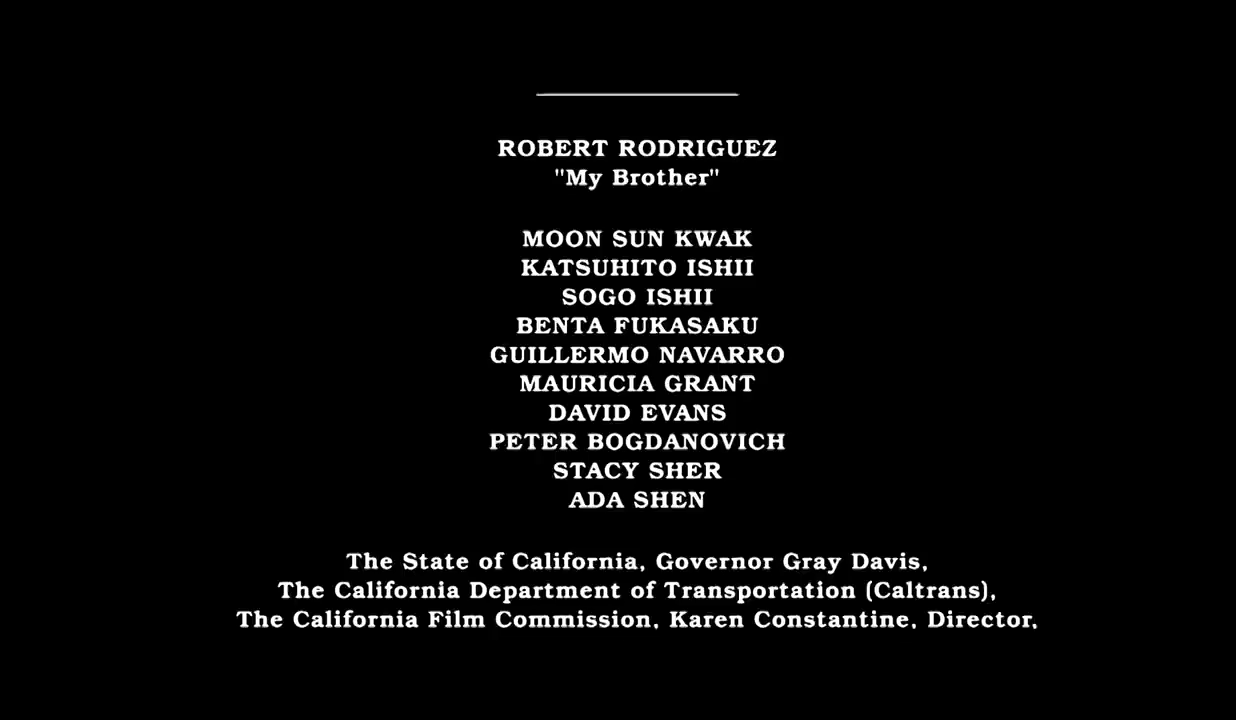 ROBERT RODRIGUEZ
"My Brother"
MOON SUN KWAK
KATSUHITO ISHII
SOGO ISHII
BENTA FUKASAKU
GUILLERMO NAVARRO
MAURICIA GRANT
DAVID EVANS
PETER BOGDANOVICH
STACY SHER
ADA SHEN
The State of California, Governor Gray Davis,
The California Department of Transportation (Caltrans),
The California Film Commission, Karen Constantine, Director,